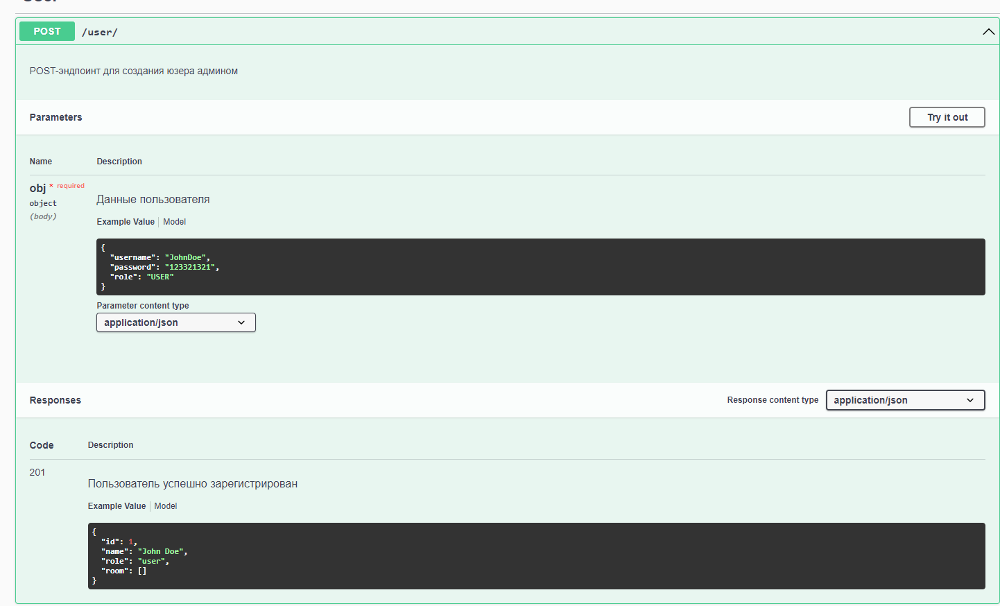 POST /user/
POST-эндпоинт для создания юзера админом
Parameters
Try it out
Name Description
obj * required
object
(body)
Данные пользователя
Example Value | Model
{
"username": "JohnDoe",
"password": "123321321",
"role": "USER"
}
Parameter content type
application/json
Responses
Response content type application/json
Code Description
201
Пользователь успешно зарегистрирован
Example Value | Model
{
"id": 1,
"name": "John Doe",
"role": "user",
"room": []
}